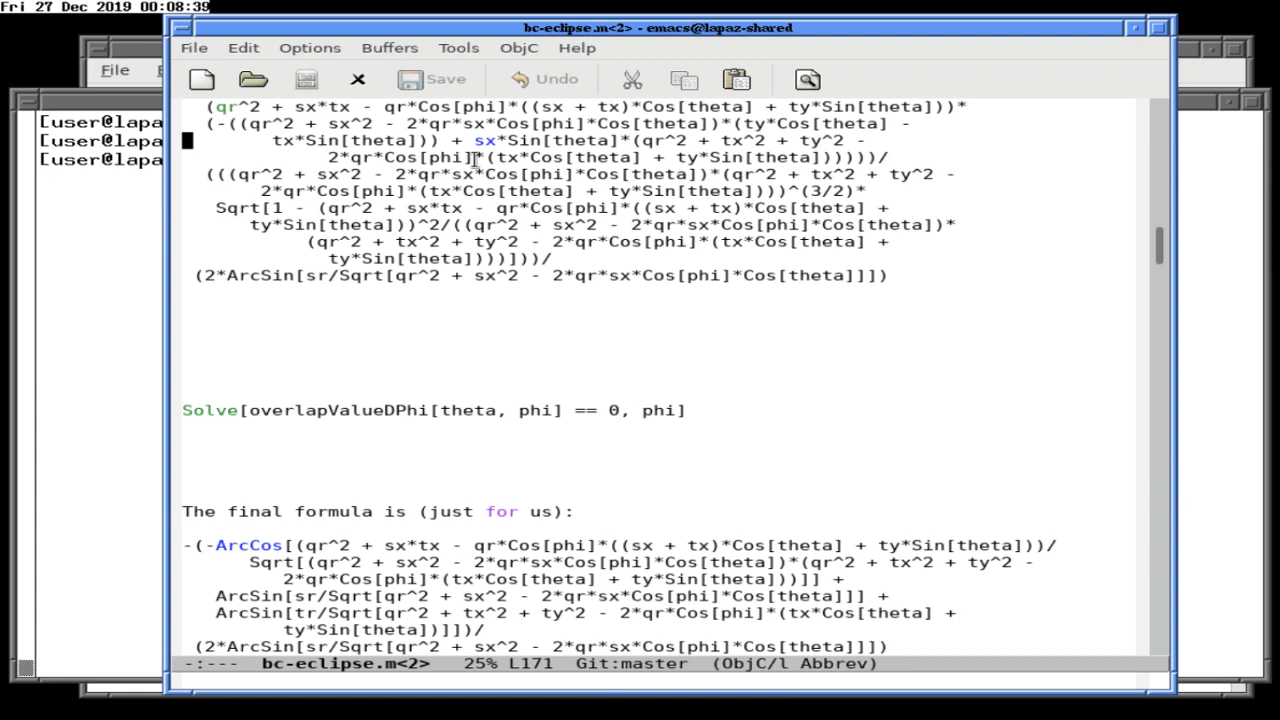 Fri 27 Dec 2019 00:08:39
bc-eclipse.m<2> - emacs@lapaz-shared
File Edit Options Buffers Tools ObjC Help
File
Save Undo
[user@lapa
[user@lapa
[user@lapa
(qr^2 + sx*tx - qr*Cos[phi]*((sx + tx)*Cos[theta] + ty*Sin[theta]))*
(-((qr^2 + sx^2 - 2*qr*sx*Cos[phi]*Cos[theta])*(ty*Cos[theta] -
tx*Sin[theta])) + sx*Sin[theta]*(qr^2 + tx^2 + ty^2 -
2*qr*Cos[phi]*(tx*Cos[theta] + ty*Sin[theta])))))/
(((qr^2 + sx^2 - 2*qr*sx*Cos[phi]*Cos[theta])*(qr^2 + tx^2 + ty^2 -
2*qr*Cos[phi]*(tx*Cos[theta] + ty*Sin[theta])))^(3/2)*
Sqrt[1 - (qr^2 + sx*tx - qr*Cos[phi]*((sx + tx)*Cos[theta] +
ty*Sin[theta]))^2/((qr^2 + sx^2 - 2*qr*sx*Cos[phi]*Cos[theta])*
(qr^2 + tx^2 + ty^2 - 2*qr*Cos[phi]*(tx*Cos[theta] +
ty*Sin[theta])))]))/
(2*ArcSin[sr/Sqrt[qr^2 + sx^2 - 2*qr*sx*Cos[phi]*Cos[theta]]])
Solve[overlapValueDPhi[theta, phi] == 0, phi]
The final formula is (just for us):
-(-ArcCos[(qr^2 + sx*tx - qr*Cos[phi]*((sx + tx)*Cos[theta] + ty*Sin[theta]))/
Sqrt[(qr^2 + sx^2 - 2*qr*sx*Cos[phi]*Cos[theta])*(qr^2 + tx^2 + ty^2 -
2*qr*Cos[phi]*(tx*Cos[theta] + ty*Sin[theta]))]] +
ArcSin[sr/Sqrt[qr^2 + sx^2 - 2*qr*sx*Cos[phi]*Cos[theta]]] +
ArcSin[tr/Sqrt[qr^2 + tx^2 + ty^2 - 2*qr*Cos[phi]*(tx*Cos[theta] +
ty*Sin[theta])]])/
(2*ArcSin[sr/Sqrt[qr^2 + sx^2 - 2*qr*sx*Cos[phi]*Cos[theta]]])
-:--- bc-eclipse.m<2> 25% L171 Git:master (ObjC/l Abbrev)